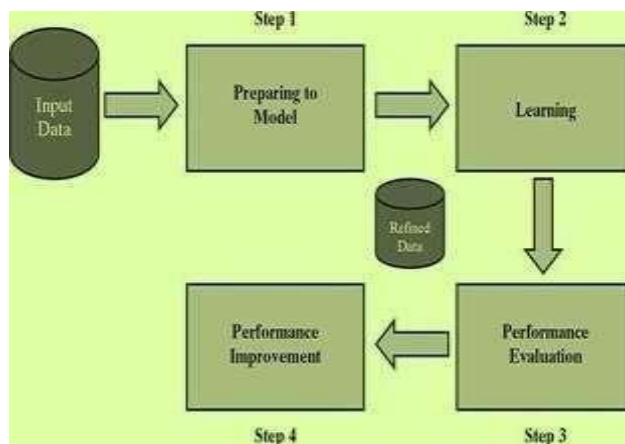 Step 1
Step 2
Input
Data
Preparing to
Model
Learning
Refined
Data
Performance
Improvement
Performance
Evaluation
Step 4
Step 3